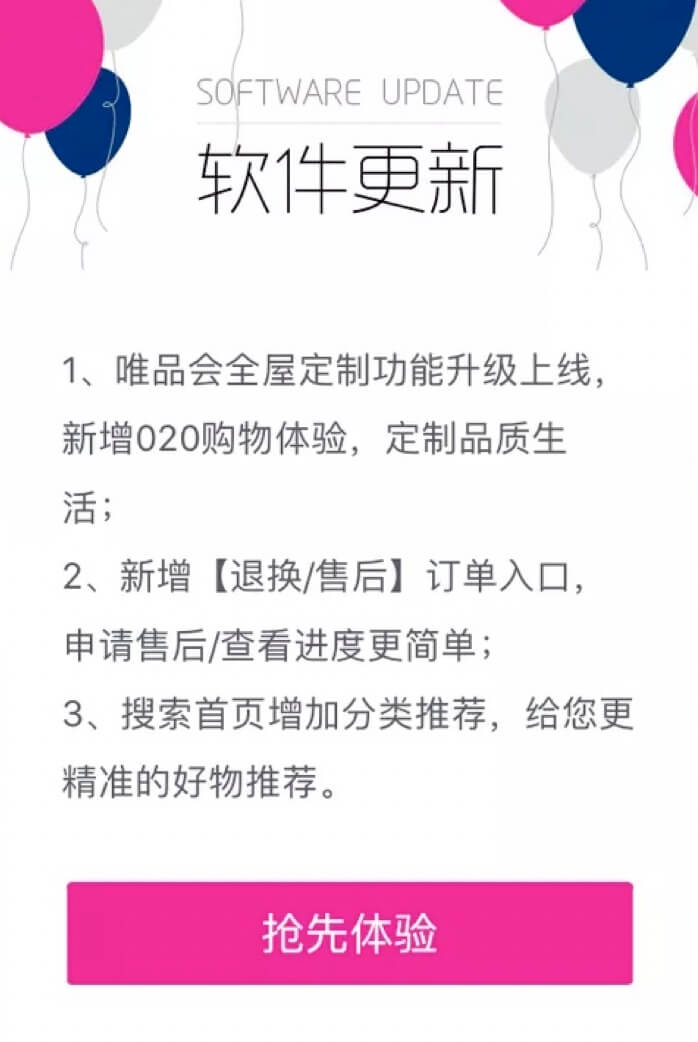 SOFTWARE UPDATE
软件更新
1、唯品会全屋定制功能升级上线，
新增020购物体验，定制品质生
活；
2、新增【退换/售后】订单入口，
申请售后/查看进度更简单；
3、搜索首页增加分类推荐，给您更
精准的好物推荐。
抢先体验